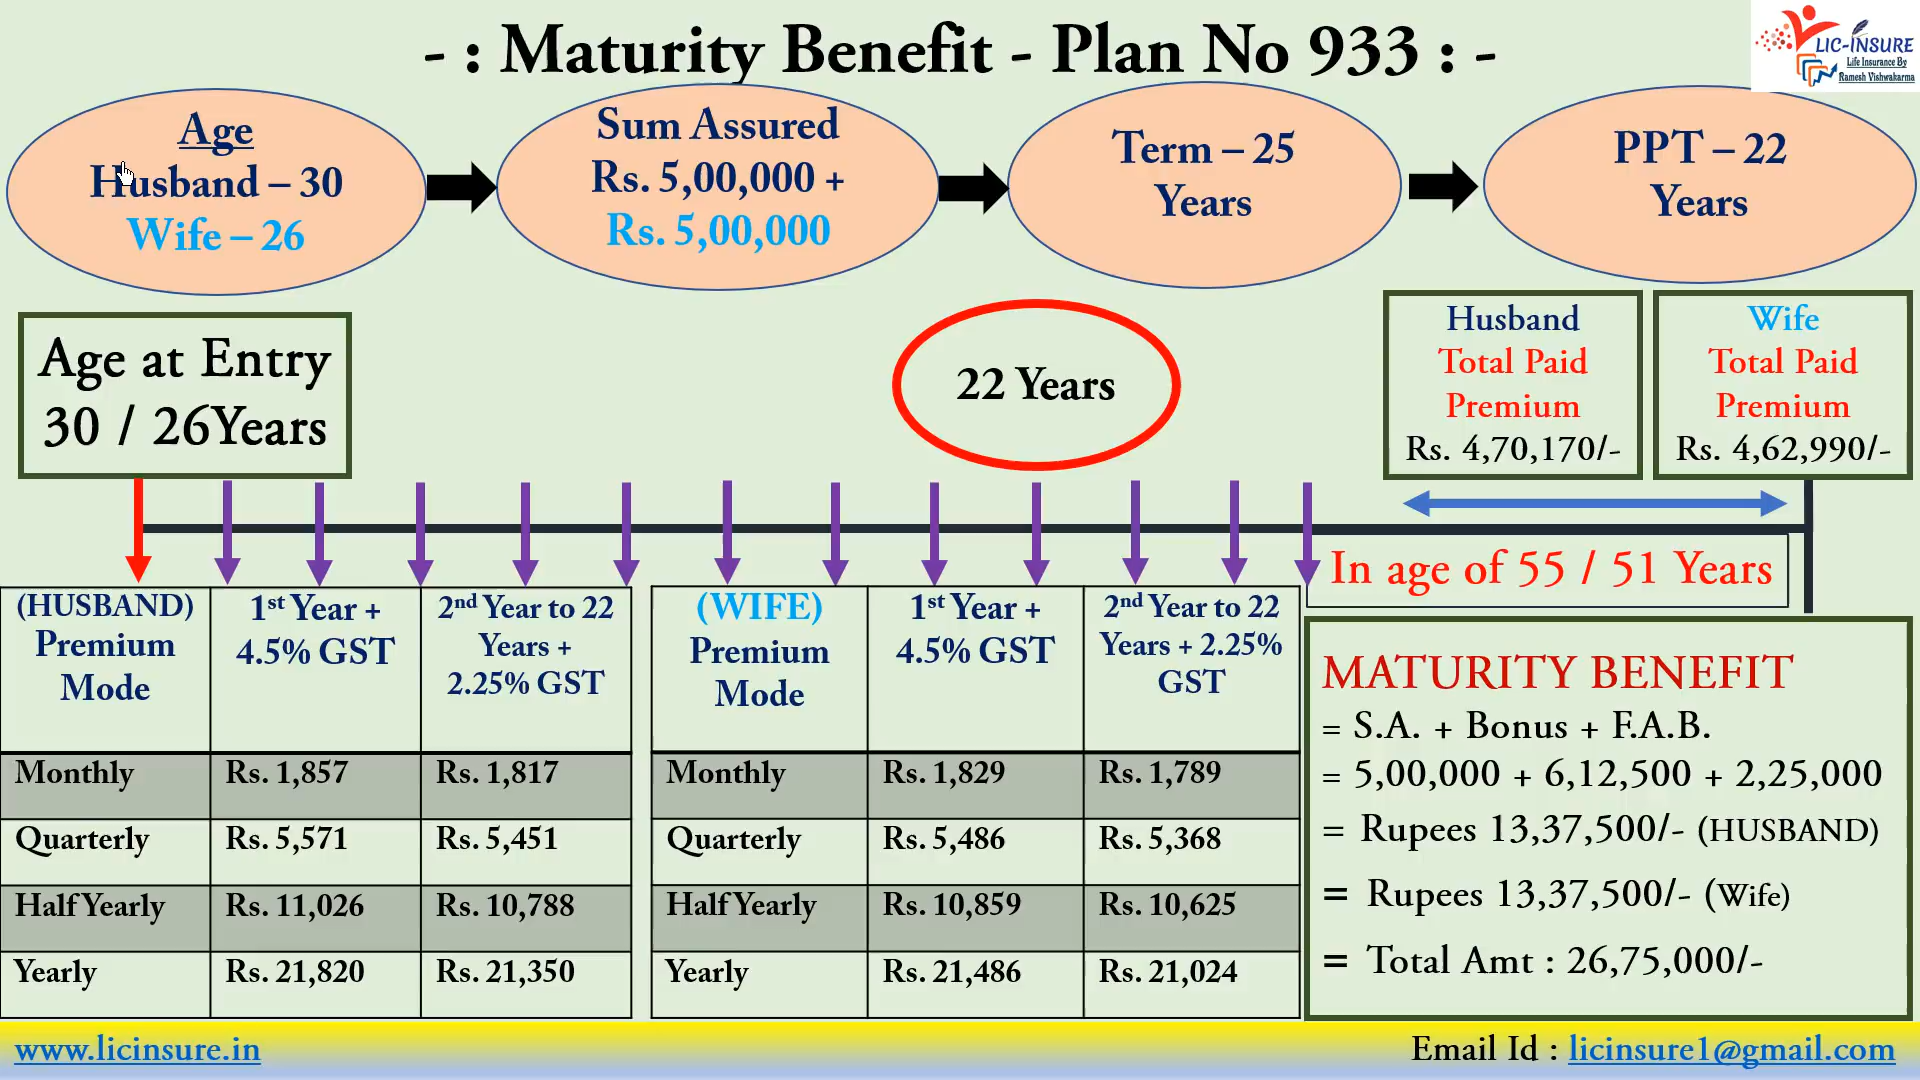 - : Maturity Benefit - Plan No 933 : -
LIC-INSURE
Life Insurance By
Ramesh Vishwakarma
Age
Husband – 30
Wife – 26
Sum Assured
Rs. 5,00,000 +
Rs. 5,00,000
Term – 25
Years
PPT – 22
Years
Age at Entry
30 / 26Years
22 Years
Husband
Total Paid
Premium
Rs. 4,70,170/-
Wife
Total Paid
Premium
Rs. 4,62,990/-
In age of 55 / 51 Years
(HUSBAND)
Premium
Mode
1st Year +
4.5% GST
2nd Year to 22
Years +
2.25% GST
Monthly Rs. 1,857 Rs. 1,817
Quarterly Rs. 5,571 Rs. 5,451
Half Yearly Rs. 11,026 Rs. 10,788
Yearly Rs. 21,820 Rs. 21,350
(WIFE)
Premium
Mode
1st Year +
4.5% GST
2nd Year to 22
Years + 2.25%
GST
Monthly Rs. 1,829 Rs. 1,789
Quarterly Rs. 5,486 Rs. 5,368
Half Yearly Rs. 10,859 Rs. 10,625
Yearly Rs. 21,486 Rs. 21,024
MATURITY BENEFIT
= S.A. + Bonus + F.A.B.
= 5,00,000 + 6,12,500 + 2,25,000
= Rupees 13,37,500/- (HUSBAND)
= Rupees 13,37,500/- (Wife)
= Total Amt : 26,75,000/-
www.licinsure.in
Email Id : licinsure1@gmail.com